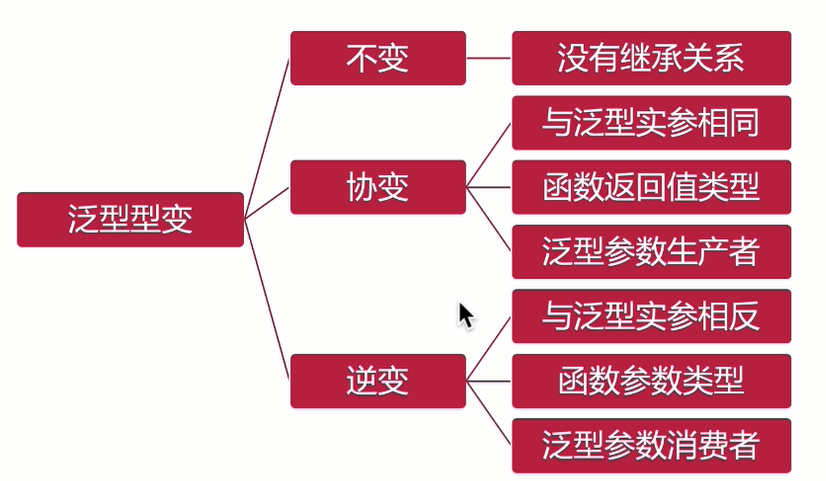 泛型型变
不变
没有继承关系
协变
与泛型实参相同
函数返回值类型
泛型参数生产者
逆变
与泛型实参相反
函数参数类型
泛型参数消费者